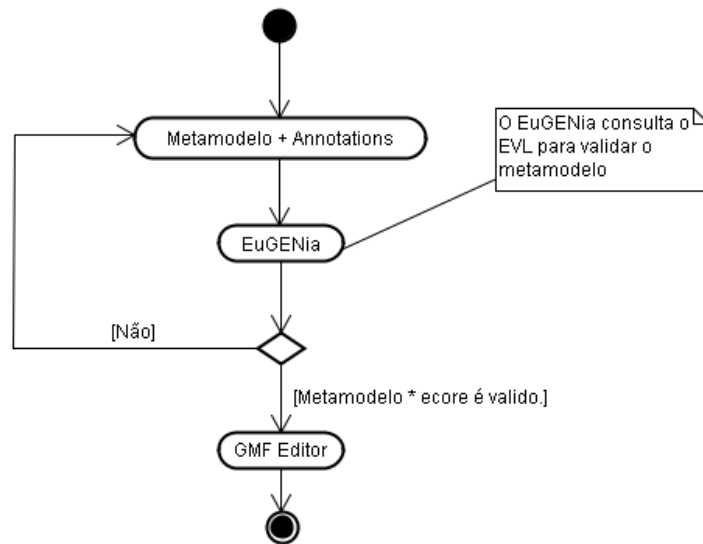 Metamodelo + Annotations
O EuGENia consulta o
EVL para validar o
metamodelo
EuGENia
[Não]
[Metamodelo * ecore é valido.]
GMF Editor